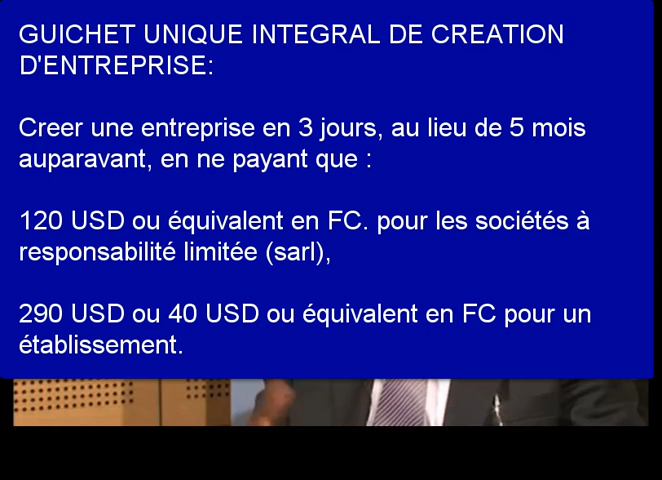 GUICHET UNIQUE INTEGRAL DE CREATION
D'ENTREPRISE:
Creer une entreprise en 3 jours, au lieu de 5 mois
auparavant, en ne payant que :
120 USD ou équivalent en FC. pour les sociétés à
responsabilité limitée (sarl),
290 USD ou 40 USD ou équivalent en FC pour un
établissement.